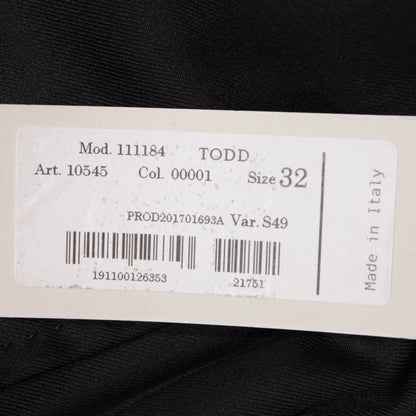 Mod. 111184 TODD
Art. 10545 Col. 00001 Size 32
PROD201701693A Var. S49
191100126353 21751
Made in Italy